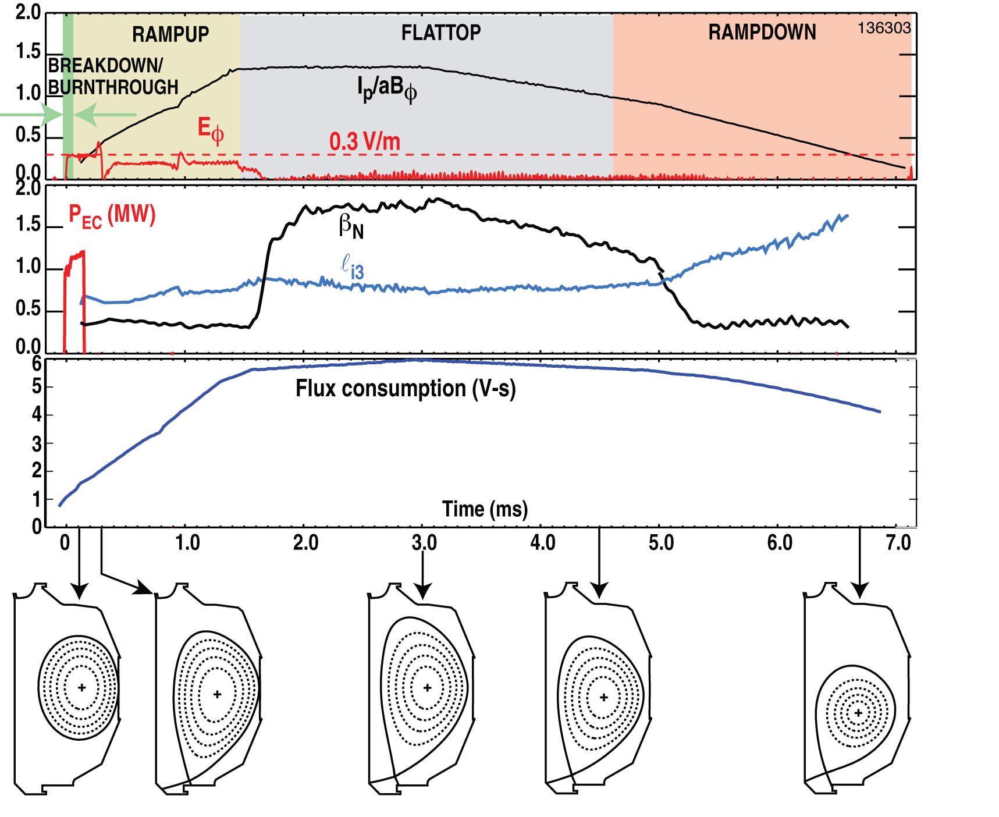 2.0
RAMPUP
FLATTOP
RAMPDOWN
136303
1.5
BREAKDOWN/
BURNTHROUGH
1.0
Ip/aBϕ
Eϕ
0.5
0.3 V/m
0.0
2.0
PEC (MW)
1.5
βN
1.0
ℓi3
0.5
0.0
6
5
Flux consumption (V-s)
4
3
2
1
Time (ms)
0
0 1.0 2.0 3.0 4.0 5.0 6.0 7.0